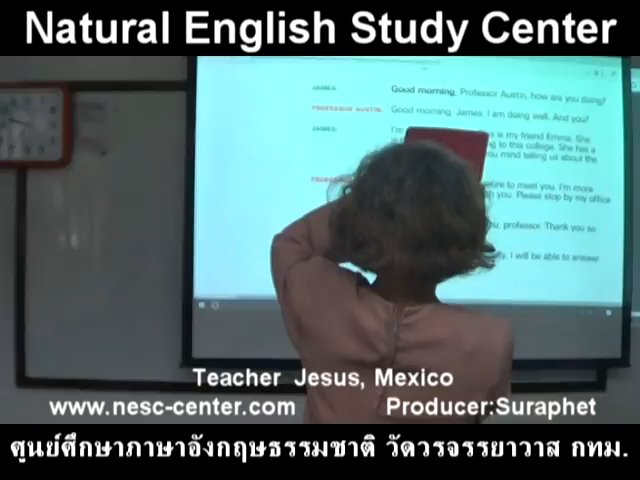 Natural English Study Center
JAMES: Good morning, Professor Austin, how are you doing?
PROFESSOR AUSTIN: Good morning, James. I am doing well. And you?
JAMES: I'm is my friend Emma. She
to this college. She has a
mind taking us about the
to meet you. I'm more
you. Please stop by my office
professor. Thank you so
I will be able to answer
Teacher Jesus, Mexico
www.nesc-center.com Producer:Suraphet
ศูนย์ศึกษาภาษาอังกฤษธรรมชาติ วัดวรจรรยาวาส กทม.